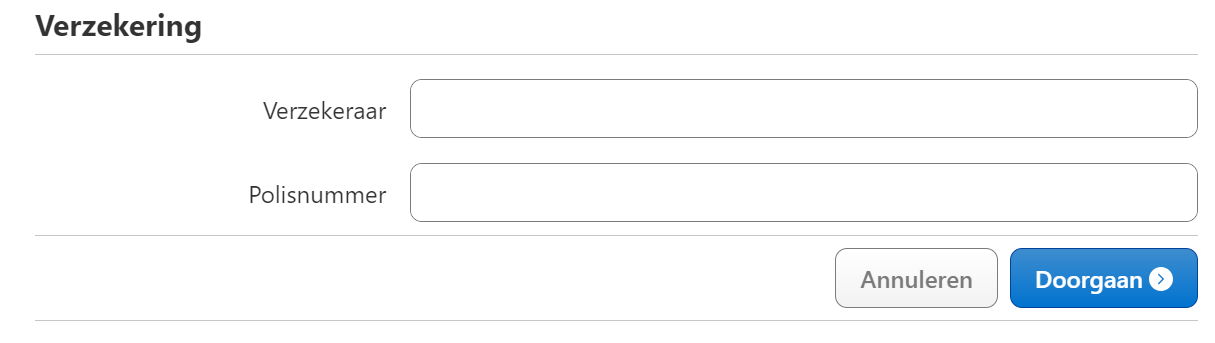 Verzekering
Verzekeraar
Polisnummer
Annuleren Doorgaan